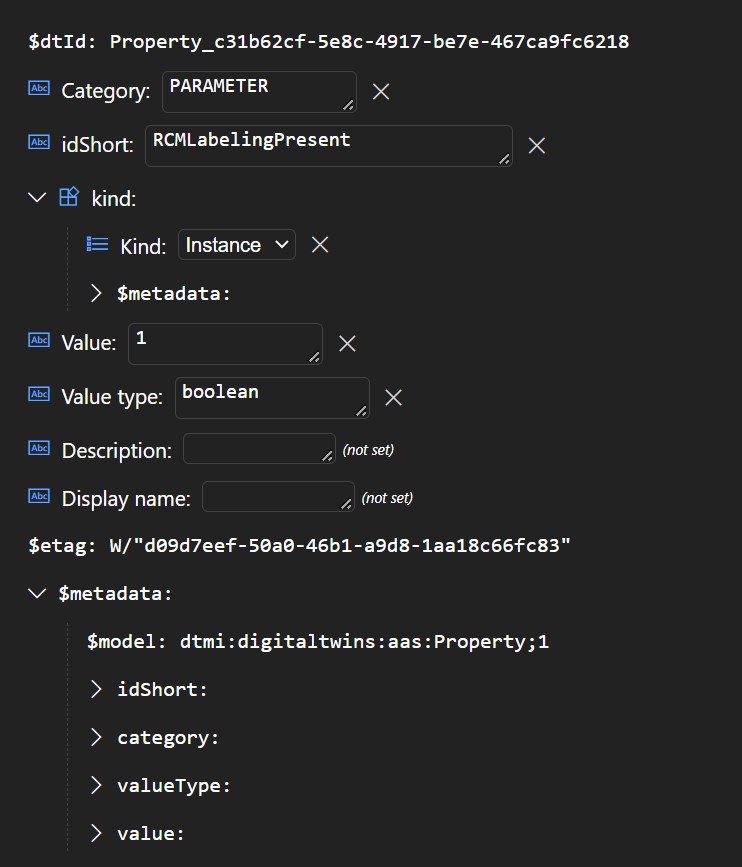 $dtId: Property_c31b62cf-5e8c-4917-be7e-467ca9fc6218
Abc Category: PARAMETER
Abc idShort: RCMLabelingPresent
kind:
Kind: Instance
$metadata:
Abc Value: 1
Abc Value type: boolean
Abc Description: (not set)
Abc Display name: (not set)
$etag: W/"d09d7eef-50a0-46b1-a9d8-1aa18c66fc83"
$metadata:
$model: dtmi:digitaltwins:aas:Property;1
idShort:
category:
valueType:
value: